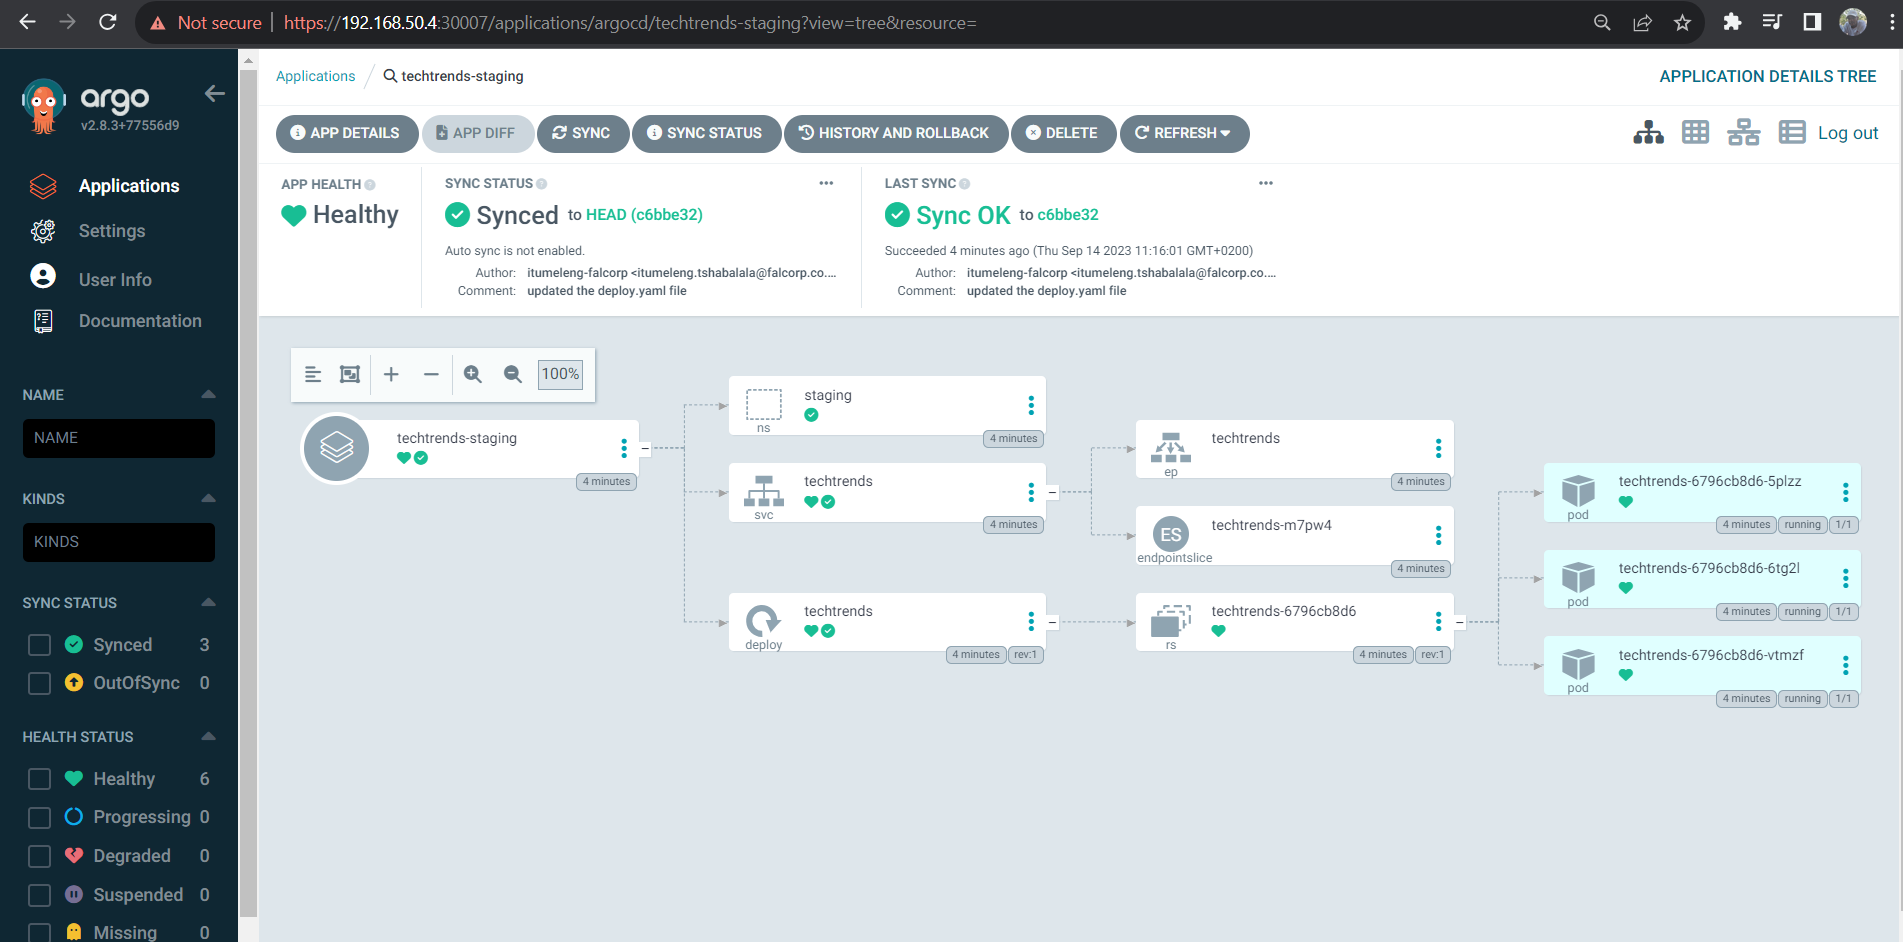 Not secure https://192.168.50.4:30007/applications/argocd/techtrends-staging?view=tree&resource=
argo
v2.8.3+77556d9
Applications
Settings
User Info
Documentation
NAME
NAME
KINDS
KINDS
SYNC STATUS
Synced 3
OutOfSync 0
HEALTH STATUS
Healthy 6
Progressing 0
Degraded 0
Suspended 0
Missing 0
Applications / techtrends-staging
APPLICATION DETAILS TREE
APP DETAILS APP DIFF SYNC SYNC STATUS HISTORY AND ROLLBACK DELETE REFRESH
Log out
APP HEALTH
Healthy
SYNC STATUS
Synced to HEAD (c6bbe32)
Auto sync is not enabled.
Author: itumeleng-falcorp <itumeleng.tshabalala@falcorp.co....
Comment: updated the deploy.yaml file
LAST SYNC
Sync OK to c6bbe32
Succeeded 4 minutes ago (Thu Sep 14 2023 11:16:01 GMT+0200)
Author: itumeleng-falcorp <itumeleng.tshabalala@falcorp.co....
Comment: updated the deploy.yaml file
100%
techtrends-staging
4 minutes
staging
ns
4 minutes
techtrends
svc
4 minutes
techtrends
deploy
4 minutes rev:1
techtrends
ep
4 minutes
ES
techtrends-m7pw4
endpointslice
4 minutes
techtrends-6796cb8d6
rs
4 minutes rev:1
techtrends-6796cb8d6-5plzz
pod
4 minutes running 1/1
techtrends-6796cb8d6-6tg2l
pod
4 minutes running 1/1
techtrends-6796cb8d6-vtmzf
pod
4 minutes running 1/1